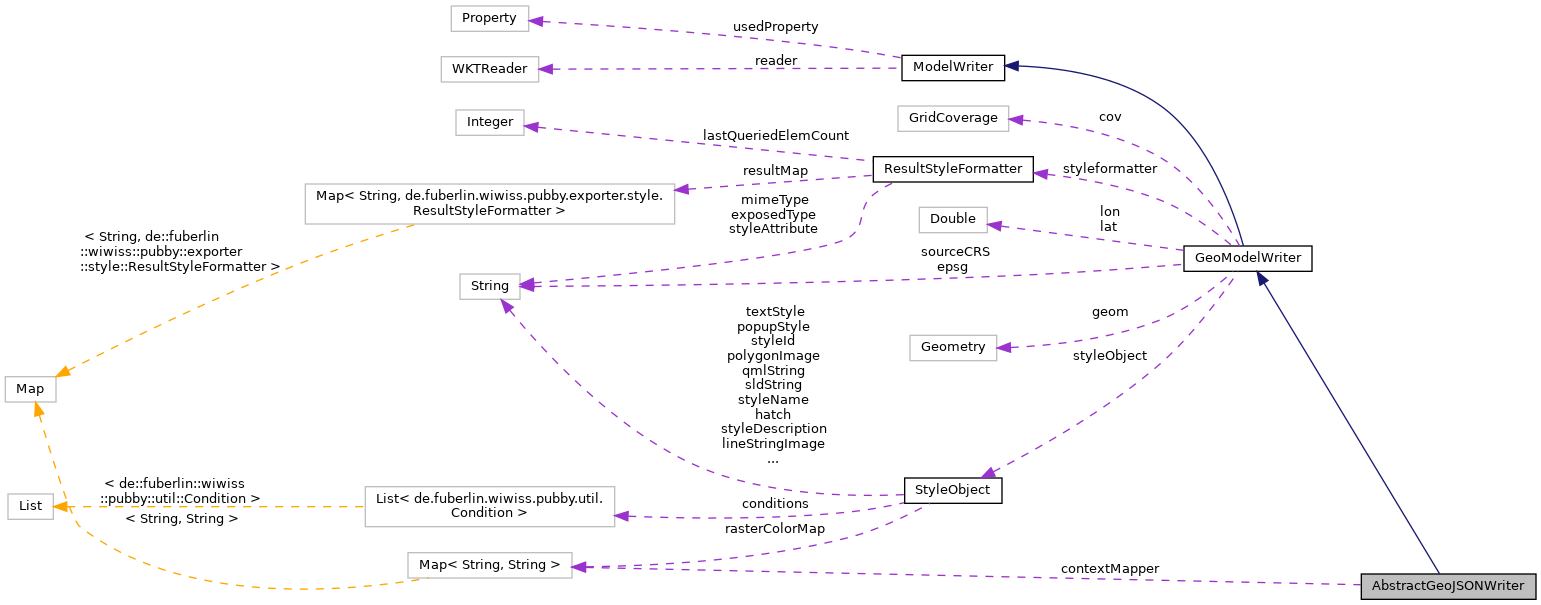 Property
usedProperty
WKTReader
reader
ModelWriter
Integer
GridCoverage
cov
lastQueriedElemCount
ResultStyleFormatter
styleformatter
resultMap
Map< String, de.fuberlin.wiwiss.pubby.exporter.style.
ResultStyleFormatter >
mimeType
exposedType
styleAttribute
Double
lon
lat
< String, de::fuberlin
::wiwiss::pubby::exporter
::style::ResultStyleFormatter >
sourceCRS
epsg
GeoModelWriter
String
textStyle
popupStyle
styleId
polygonImage
qmlString
sldString
styleName
hatch
styleDescription
lineStringImage
...
geom
Geometry
styleObject
Map
< de::fuberlin::wiwiss
::pubby::util::Condition >
List
List< de.fuberlin.wiwiss.pubby.util.
Condition >
conditions
StyleObject
< String, String >
rasterColorMap
Map< String, String >
contextMapper
AbstractGeoJSONWriter